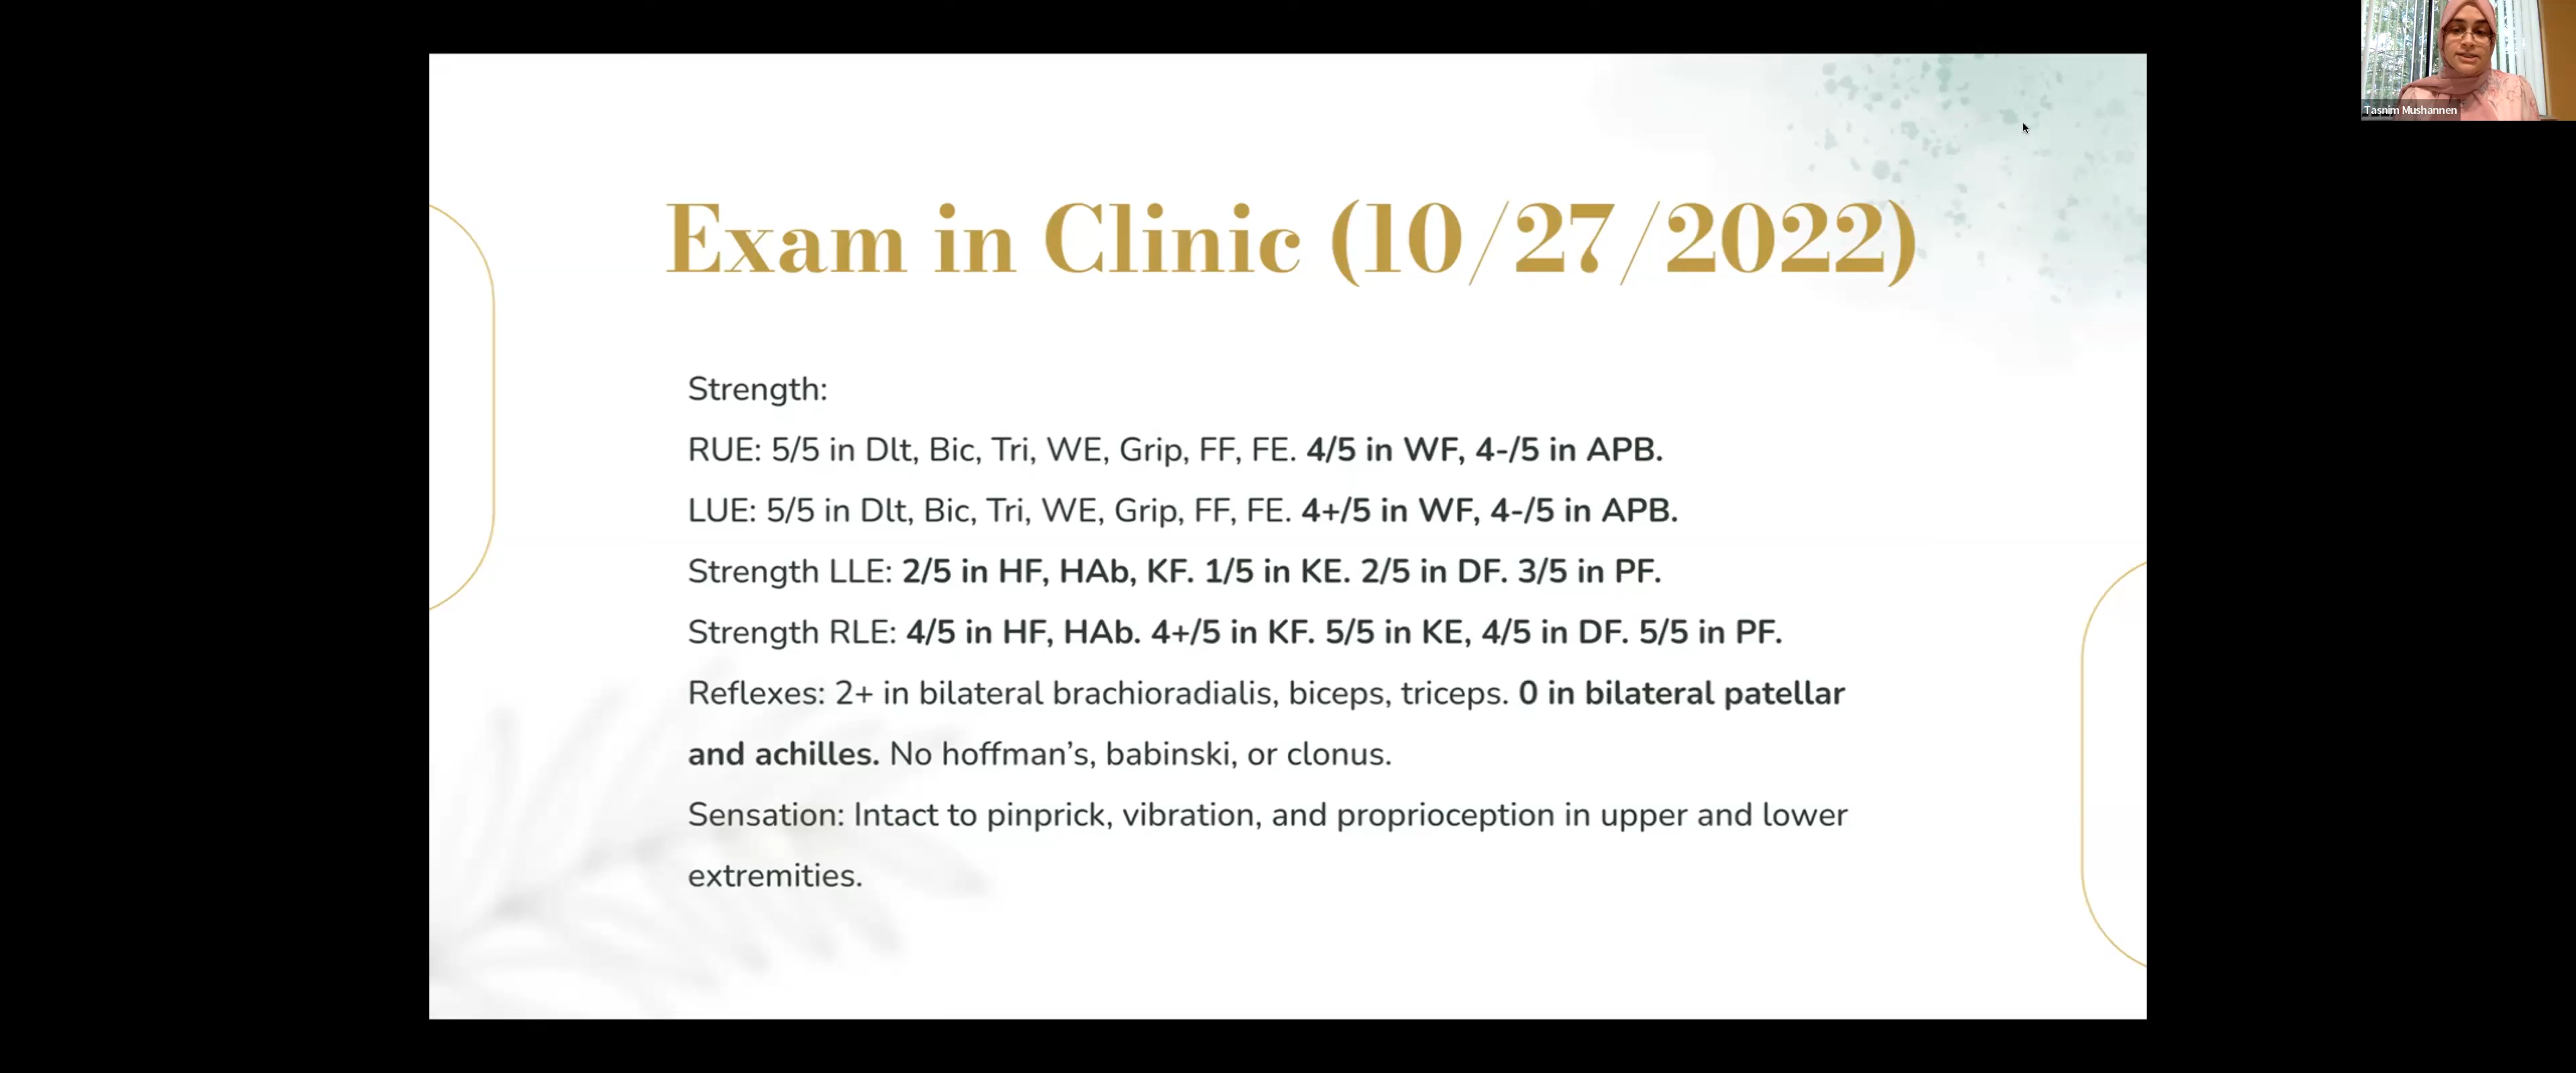 Tasnim Mushannen
Exam in Clinic (10/27/2022)
Strength:
RUE: 5/5 in Dlt, Bic, Tri, WE, Grip, FF, FE. 4/5 in WF, 4-/5 in APB.
LUE: 5/5 in Dlt, Bic, Tri, WE, Grip, FF, FE. 4+/5 in WF, 4-/5 in APB.
Strength LLE: 2/5 in HF, HAb, KF. 1/5 in KE. 2/5 in DF. 3/5 in PF.
Strength RLE: 4/5 in HF, HAb. 4+/5 in KF. 5/5 in KE, 4/5 in DF. 5/5 in PF.
Reflexes: 2+ in bilateral brachioradialis, biceps, triceps. 0 in bilateral patellar
and achilles. No hoffman’s, babinski, or clonus.
Sensation: Intact to pinprick, vibration, and proprioception in upper and lower
extremities.